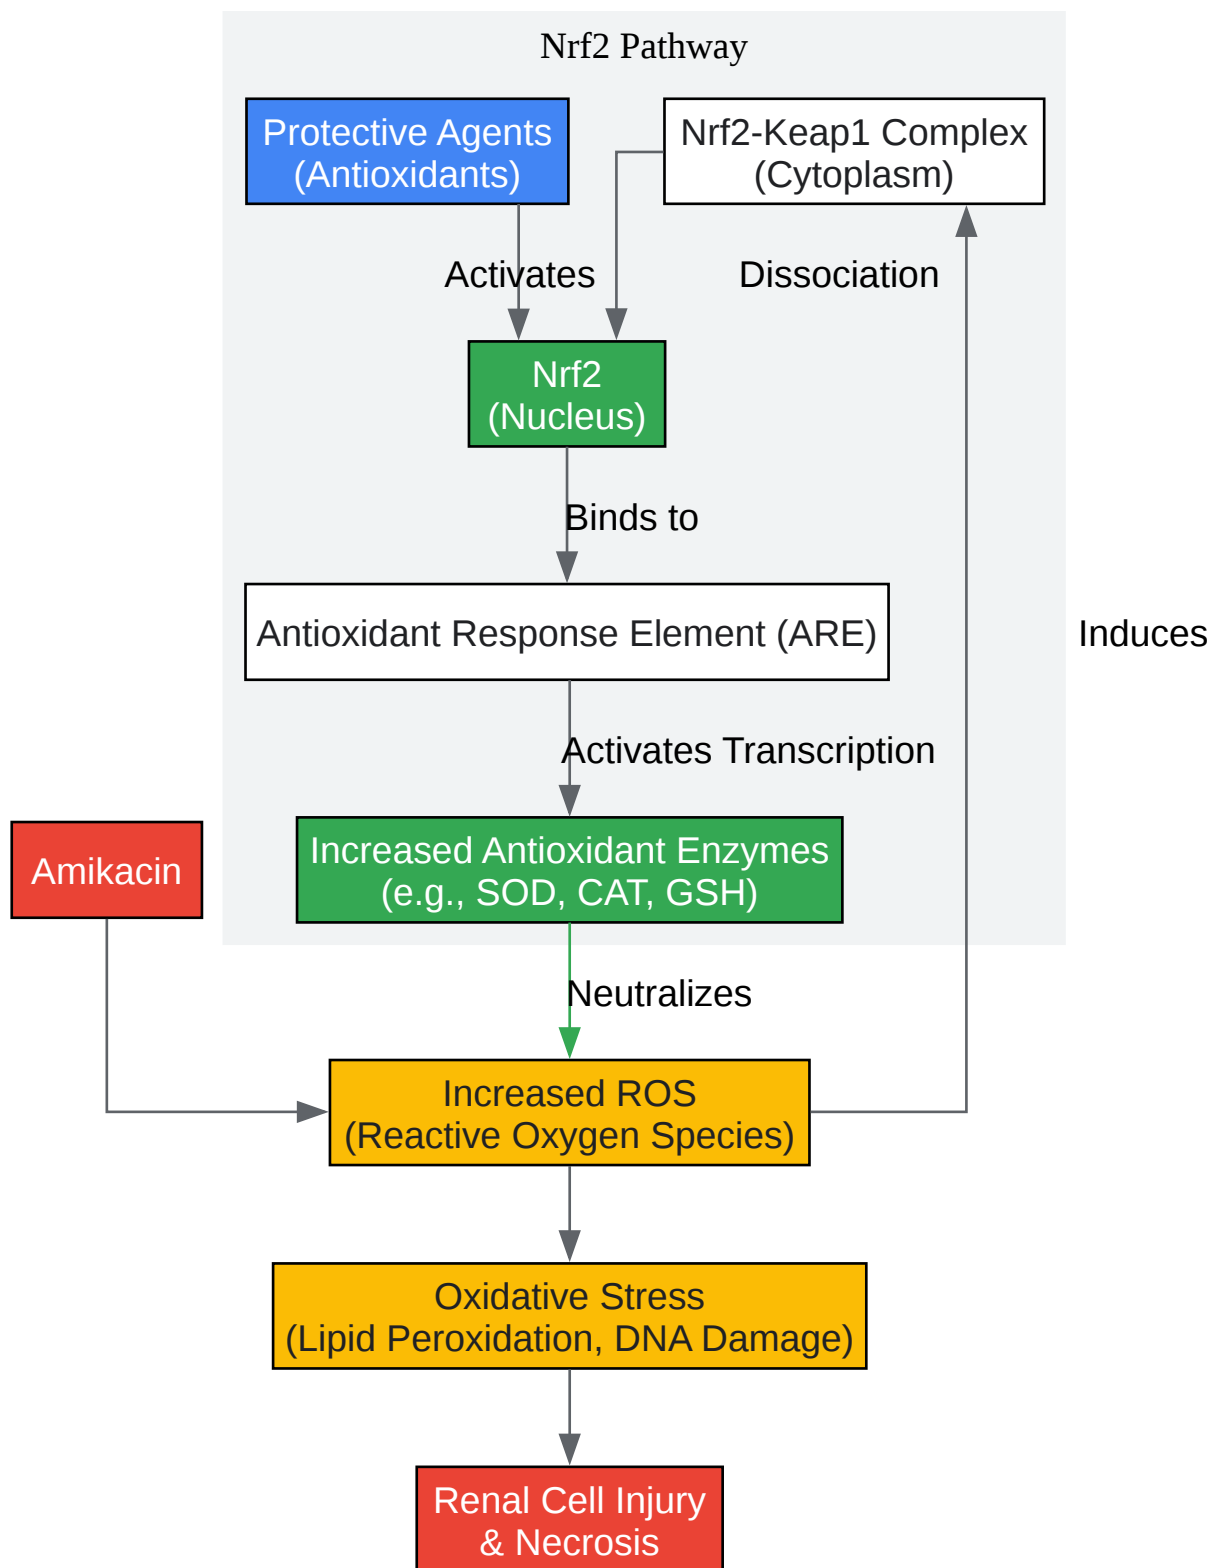 Nrf2 Pathway
Protective Agents
(Antioxidants)
Nrf2-Keap1 Complex
(Cytoplasm)
Activates
Dissociation
Nrf2
(Nucleus)
Binds to
Antioxidant Response Element (ARE)
Induces
Activates Transcription
Increased Antioxidant Enzymes
(e.g., SOD, CAT, GSH)
Amikacin
Neutralizes
Increased ROS
(Reactive Oxygen Species)
Oxidative Stress
(Lipid Peroxidation, DNA Damage)
Renal Cell Injury
& Necrosis